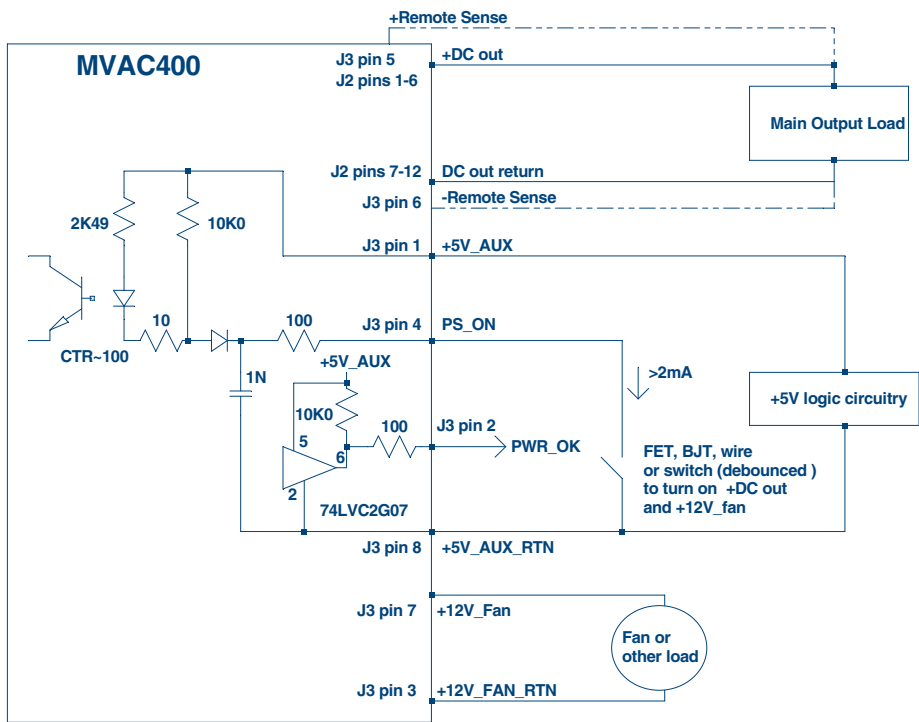 +Remote Sense
MVAC400
J3 pin 5
+DC out
J2 pins 1-6
Main Output Load
J2 pins 7-12
DC out return
J3 pin 6
-Remote Sense
2K49
10K0
J3 pin 1
+5V_AUX
10
100
J3 pin 4
PS_ON
CTR~100
1N
+5V_AUX
>2mA
+5V logic circuitry
10K0
100
J3 pin 2
PWR_OK
5
6
2
FET, BJT, wire
or switch (debounced )
to turn on +DC out
and +12V_fan
74LVC2G07
J3 pin 8
+5V_AUX_RTN
J3 pin 7
+12V_Fan
Fan or
other load
J3 pin 3
+12V_FAN_RTN